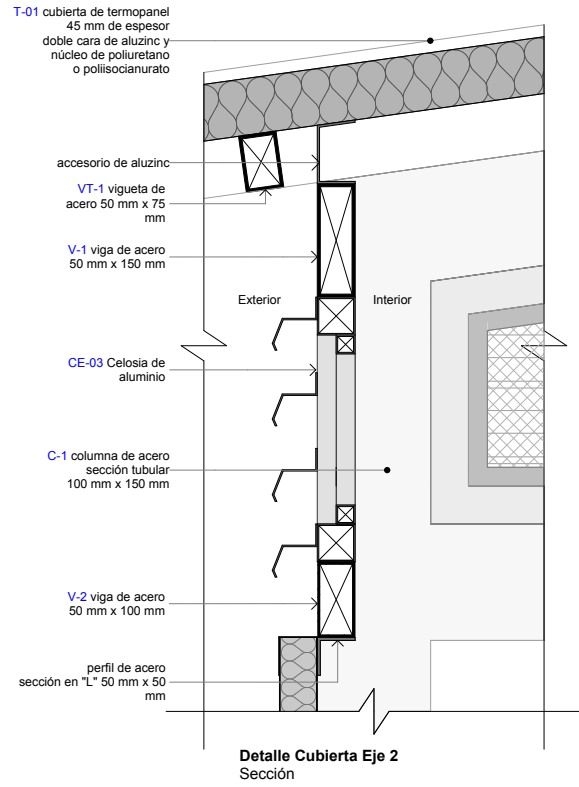 T-01 cubierta de termopanel
45 mm de espesor
doble cara de aluzinc y
núcleo de poliuretano
o poliisocianurato
accesorio de aluzinc
VT-1 vigueta de
acero 50 mm x 75
mm
V-1 viga de acero
50 mm x 150 mm
Exterior
Interior
CE-03 Celosia de
aluminio
C-1 columna de acero
sección tubular
100 mm x 150 mm
V-2 viga de acero
50 mm x 100 mm
perfil de acero
sección en "L" 50 mm x 50
mm
Detalle Cubierta Eje 2
Sección